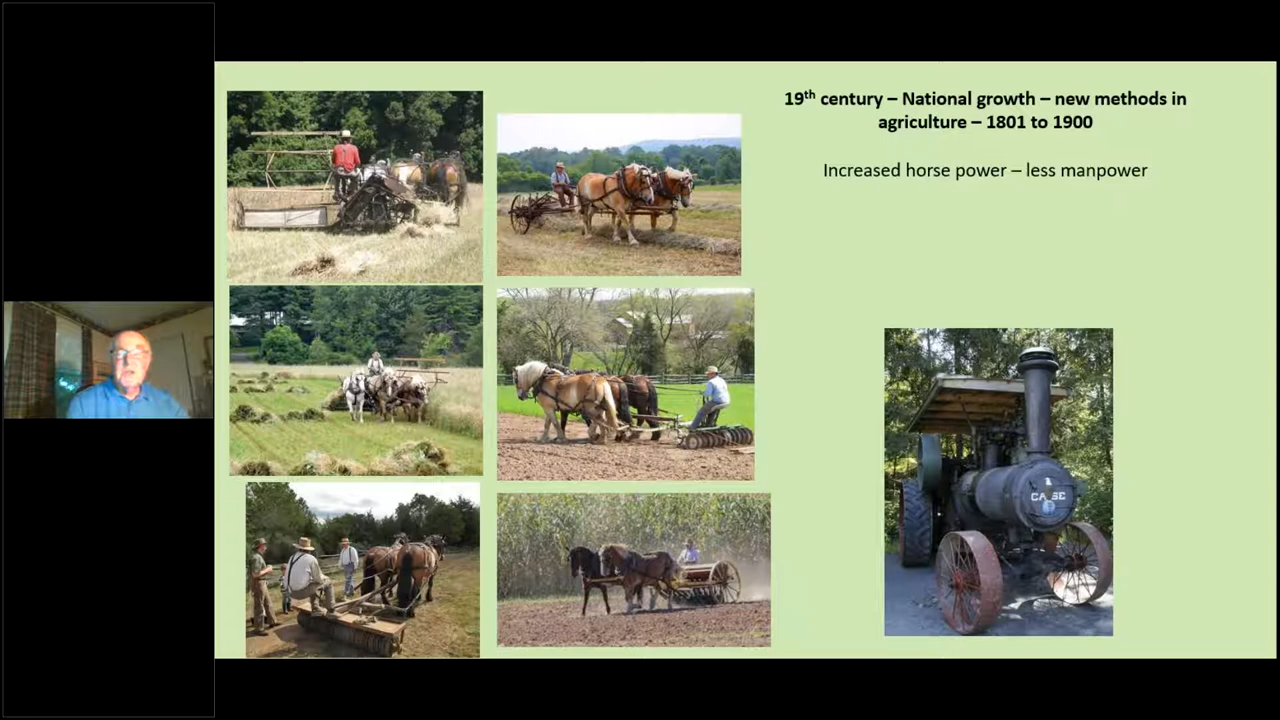 19th century – National growth – new methods in
agriculture – 1801 to 1900
Increased horse power – less manpower
CASE